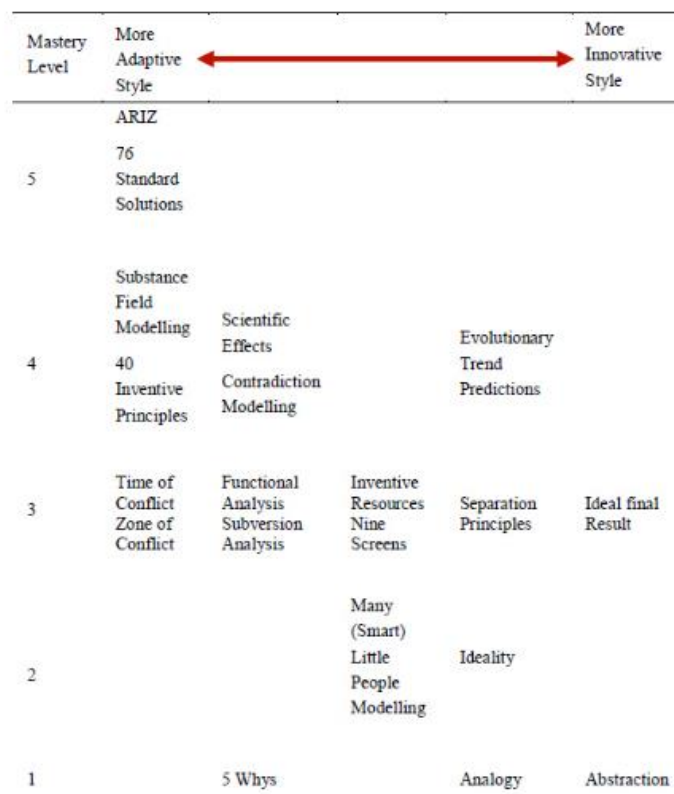 Mastery Level
More Adaptive Style
More Innovative Style
5
ARIZ
76 Standard Solutions
4
Substance Field Modelling
40 Inventive Principles
Scientific Effects
Contradiction Modelling
Evolutionary Trend Predictions
3
Time of Conflict
Zone of Conflict
Functional Analysis
Subversion Analysis
Inventive Resources
Nine Screens
Separation Principles
Ideal final Result
2
Many (Smart) Little People Modelling
Ideality
1
5 Whys
Analogy
Abstraction